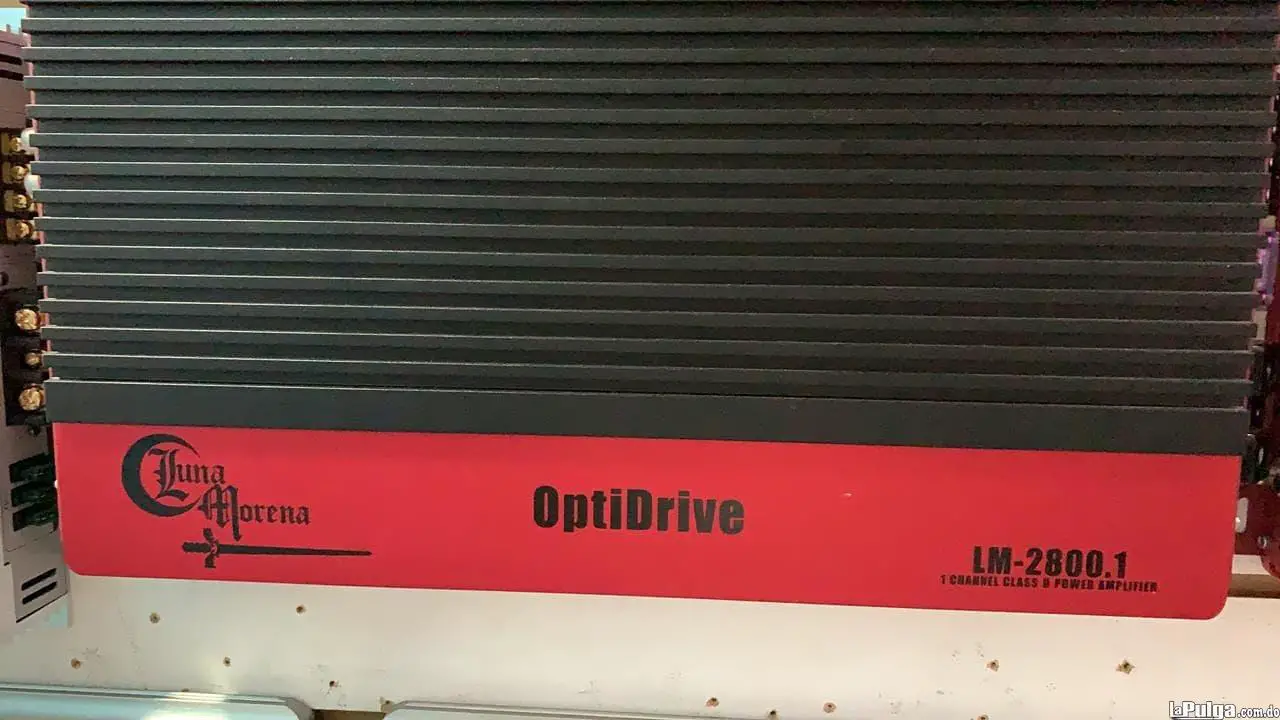 Luna
Morena
OptiDrive
LM-2800.1
1 CHANNEL CLASS D POWER AMPLIFIER
laPulga.com.do